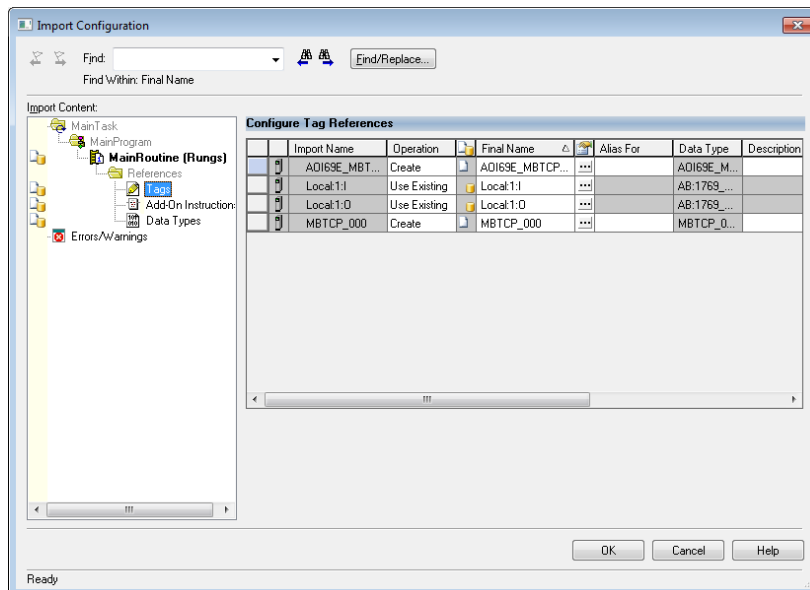 Import Configuration
Find:
Find/Replace...
Find Within: Final Name
Import Content:
MainTask
MainProgram
MainRoutine (Rungs)
References
Tags
Add-On Instruction
Data Types
Errors/Warnings
Configure Tag References
Import Name Operation Final Name Alias For Data Type Description
AOI69E_MBT... Create AOI69E_MBTCP... ... AOI69E_M...
Local:1:I Use Existing Local:1:I ... AB:1769_...
Local:1:O Use Existing Local:1:O ... AB:1769_...
MBTCP_000 Create MBTCP_000 ... MBTCP_0...
OK Cancel Help
Ready